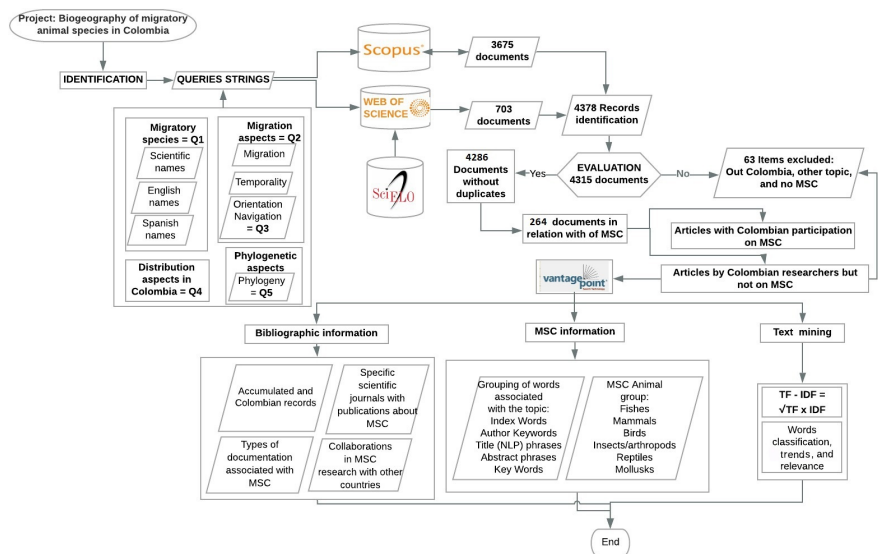 Project: Biogeography of migratory
animal species in Colombia
IDENTIFICATION
QUERIES STRINGS
Scopus®
3675
documents
WEB OF
SCIENCE
703
documents
4378 Records
identification
SciELO
Migratory
species = Q1
Scientific
names
English
names
Spanish
names
Migration
aspects = Q2
Migration
Temporality
Orientation
Navigation
= Q3
Distribution
aspects in
Colombia = Q4
Phylogenetic
aspects
Phylogeny
= Q5
4286
Documents
without
duplicates
Yes
EVALUATION
4315 documents
No
63 Items excluded:
Out Colombia, other topic,
and no MSC
264 documents in
relation with of MSC
Articles with Colombian participation
on MSC
Articles by Colombian researchers but
not on MSC
vantage
point
Bibliographic information
MSC information
Text mining
Accumulated and
Colombian records
Specific
scientific
journals with
publications about
MSC
Types of
documentation
associated with
MSC
Collaborations
in MSC
research with other
countries
Grouping of words
associated
with the topic:
Index Words
Author Keywords
Title (NLP) phrases
Abstract phrases
Key Words
MSC Animal
group:
Fishes
Mammals
Birds
Insects/arthropods
Reptiles
Mollusks
TF - IDF =
√TF x IDF
Words
classification,
trends, and
relevance
End